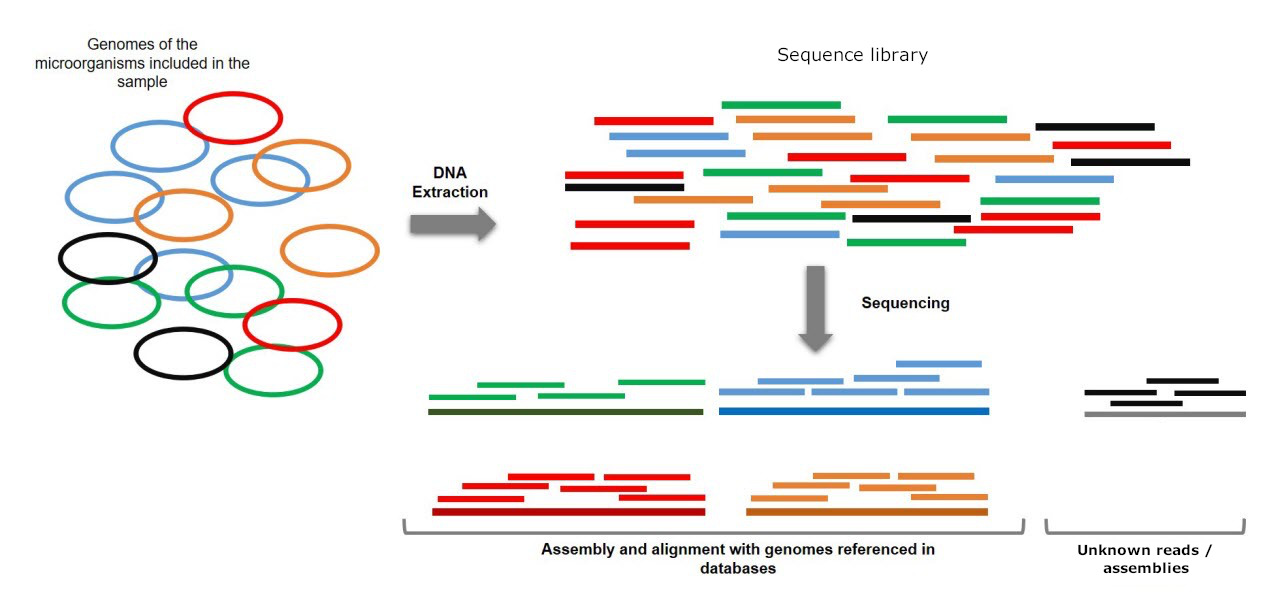 Genomes of the
microorganisms included in the
sample
Sequence library
DNA
Extraction
Sequencing
Assembly and alignment with genomes referenced in
databases
Unknown reads /
assemblies